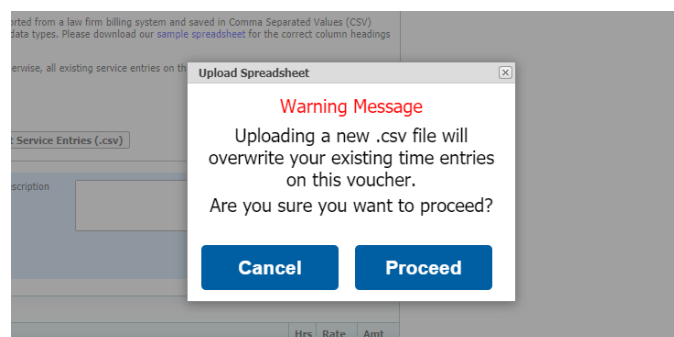 orted from a law firm billing system and saved in Comma Separated Values (CSV)
data types. Please download our sample spreadsheet for the correct column headings
erwise, all existing service entries on th
Upload Spreadsheet
Warning Message
Uploading a new .csv file will
overwrite your existing time entries
on this voucher.
Are you sure you want to proceed?
t Service Entries (.csv)
scription
Cancel Proceed
Hrs Rate Amt